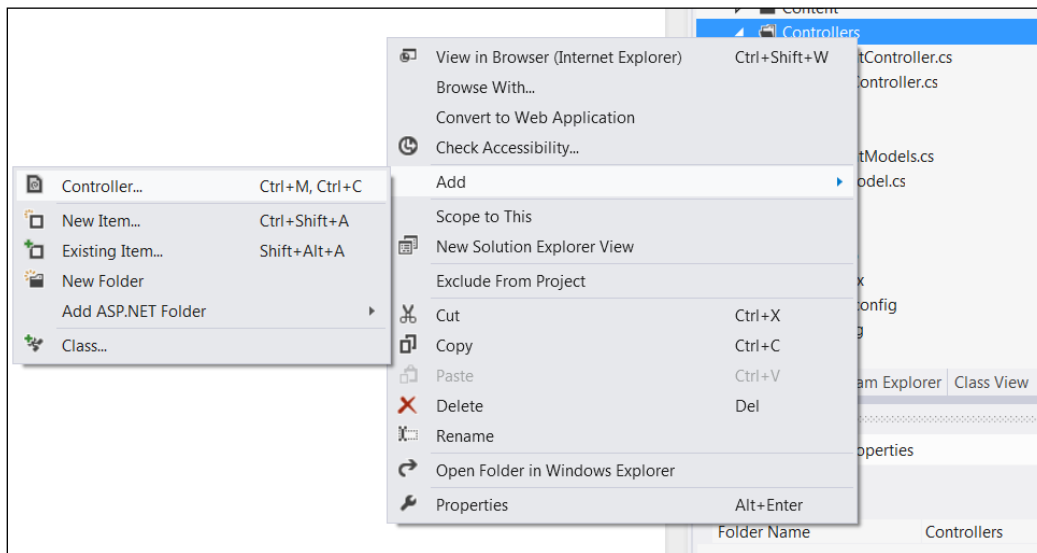 Content
Controllers
tController.cs
ontroller.cs
tModels.cs
odel.cs
x
onfig
g
am Explorer Class View
operties
Folder Name Controllers
View in Browser (Internet Explorer) Ctrl+Shift+W
Browse With...
Convert to Web Application
Check Accessibility...
Add
Scope to This
New Solution Explorer View
Exclude From Project
Cut Ctrl+X
Copy Ctrl+C
Paste Ctrl+V
Delete Del
Rename
Open Folder in Windows Explorer
Properties Alt+Enter
Controller... Ctrl+M, Ctrl+C
New Item... Ctrl+Shift+A
Existing Item... Shift+Alt+A
New Folder
Add ASP.NET Folder
Class...